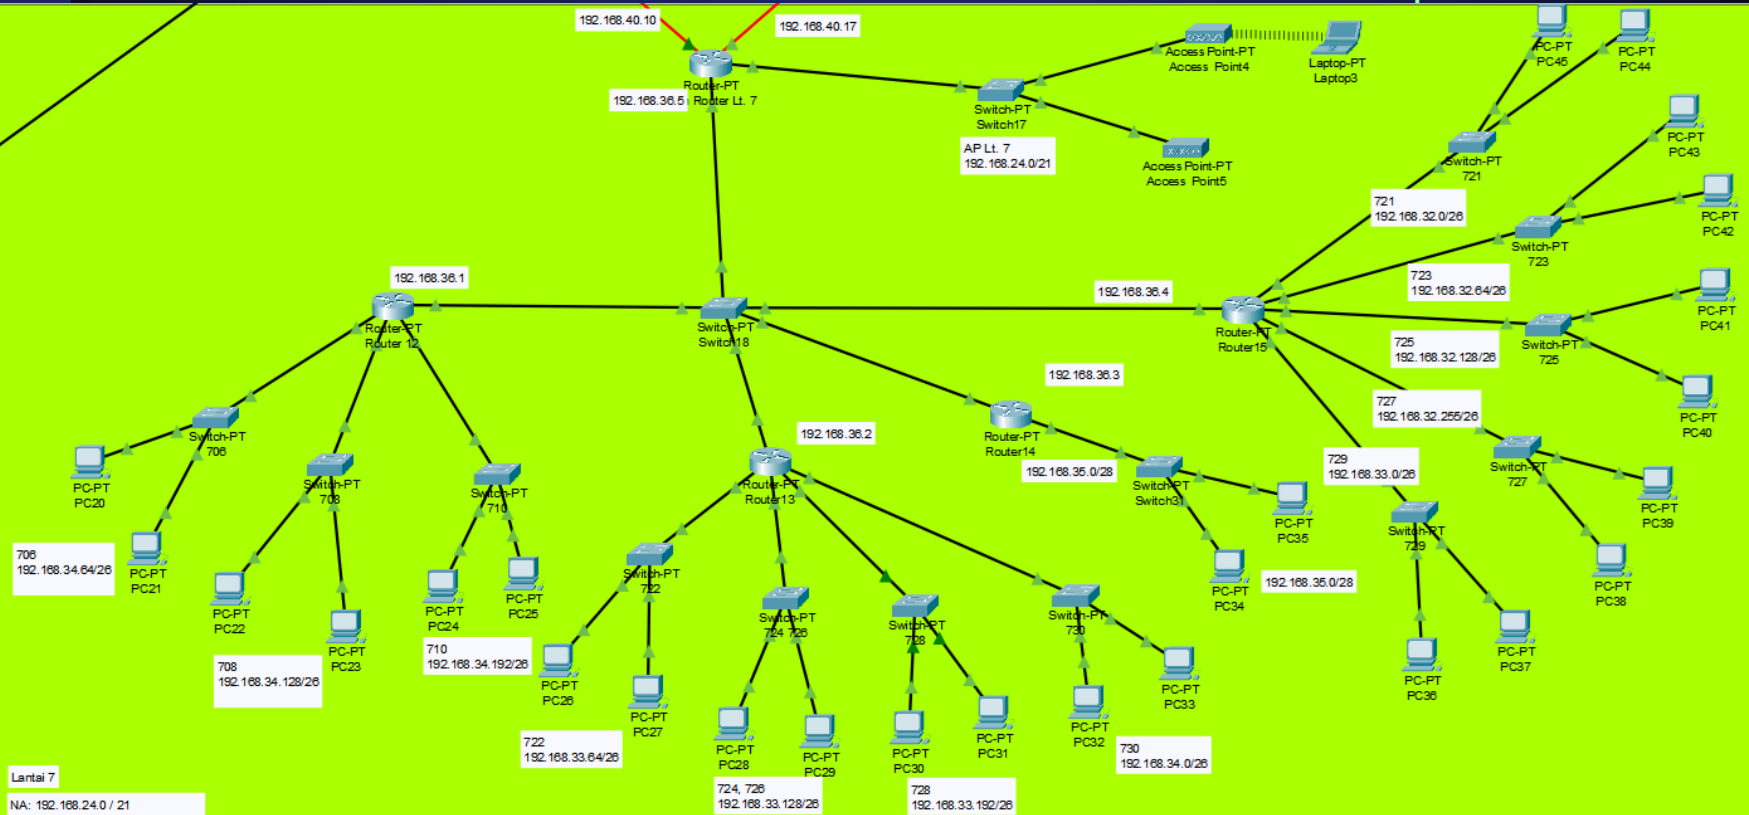 192.168.40.10
192.168.40.17
Router-PT
Router Lt. 7
192.168.36.5
Access Point-PT
Access Point4
Laptop-PT
Laptop3
Switch-PT
Switch17
AP Lt. 7
192.168.24.0/21
Access Point-PT
Access Point5
PC-PT
PC45
PC-PT
PC44
PC-PT
PC43
Switch-PT
721
721
192.168.32.0/26
PC-PT
PC42
Switch-PT
723
723
192.168.32.64/26
192.168.36.1
Router-PT
Router 12
Switch-PT
Switch18
192.168.36.4
Router-PT
Router15
PC-PT
PC41
Switch-PT
725
725
192.168.32.128/26
192.168.36.3
727
192.168.32.255/26
PC-PT
PC40
Switch-PT
706
192.168.36.2
Router-PT
Router14
192.168.35.0/28
PC-PT
PC20
Switch-PT
708
Switch-PT
710
Router-PT
Router13
Switch-PT
Switch31
729
192.168.33.0/26
Switch-PT
727
PC-PT
PC39
PC-PT
PC35
Switch-PT
729
706
192.168.34.64/26
PC-PT
PC21
PC-PT
PC22
PC-PT
PC23
PC-PT
PC24
PC-PT
PC25
Switch-PT
722
Switch-PT
724 726
Switch-PT
728
Switch-PT
730
PC-PT
PC34
192.168.35.0/28
PC-PT
PC38
708
192.168.34.128/26
710
192.168.34.192/26
PC-PT
PC26
PC-PT
PC27
PC-PT
PC28
PC-PT
PC29
PC-PT
PC30
PC-PT
PC31
PC-PT
PC32
PC-PT
PC33
PC-PT
PC36
PC-PT
PC37
722
192.168.33.64/26
730
192.168.34.0/26
724, 726
192.168.33.128/26
728
192.168.33.192/26
Lantai 7
NA: 192.168.24.0 / 21